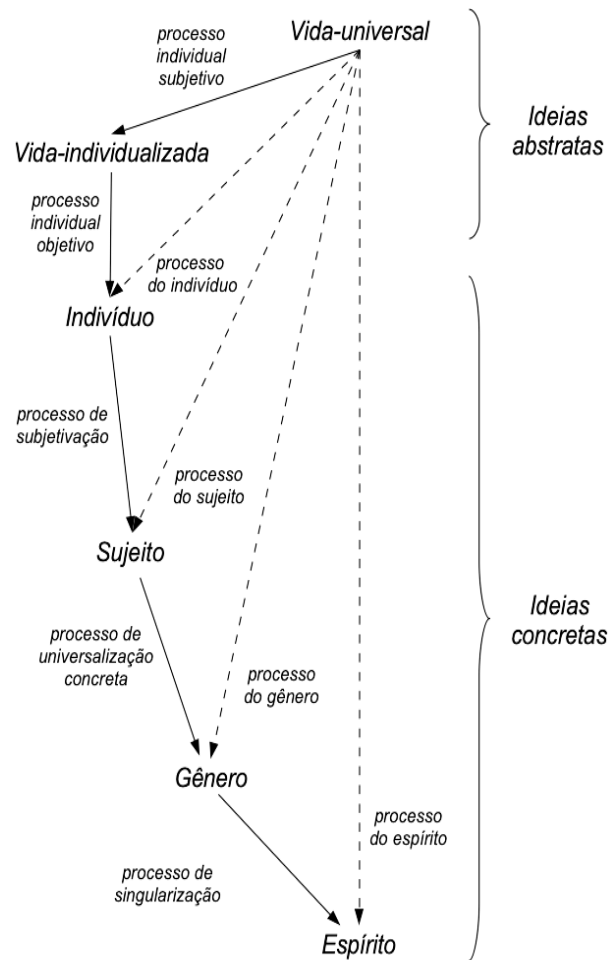 Vida-universal
processo
individual
subjetivo
Ideias
abstratas
Vida-individualizada
processo
individual
objetivo
processo
do indivíduo
Indivíduo
processo de
subjetivação
processo
do sujeito
Sujeito
Ideias
concretas
processo de
universalização
concreta
processo
do gênero
Gênero
processo
do espírito
processo de
singularização
Espírito